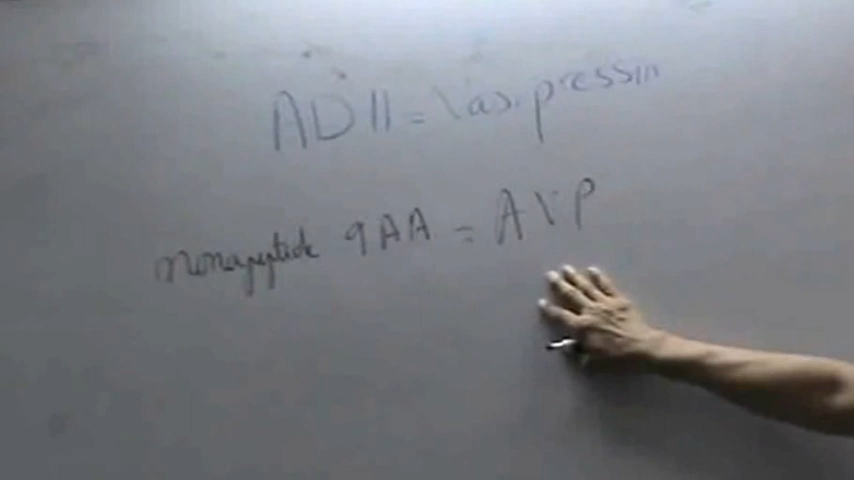 ADH = Vasopressin
nonapeptide 9AA = AVP